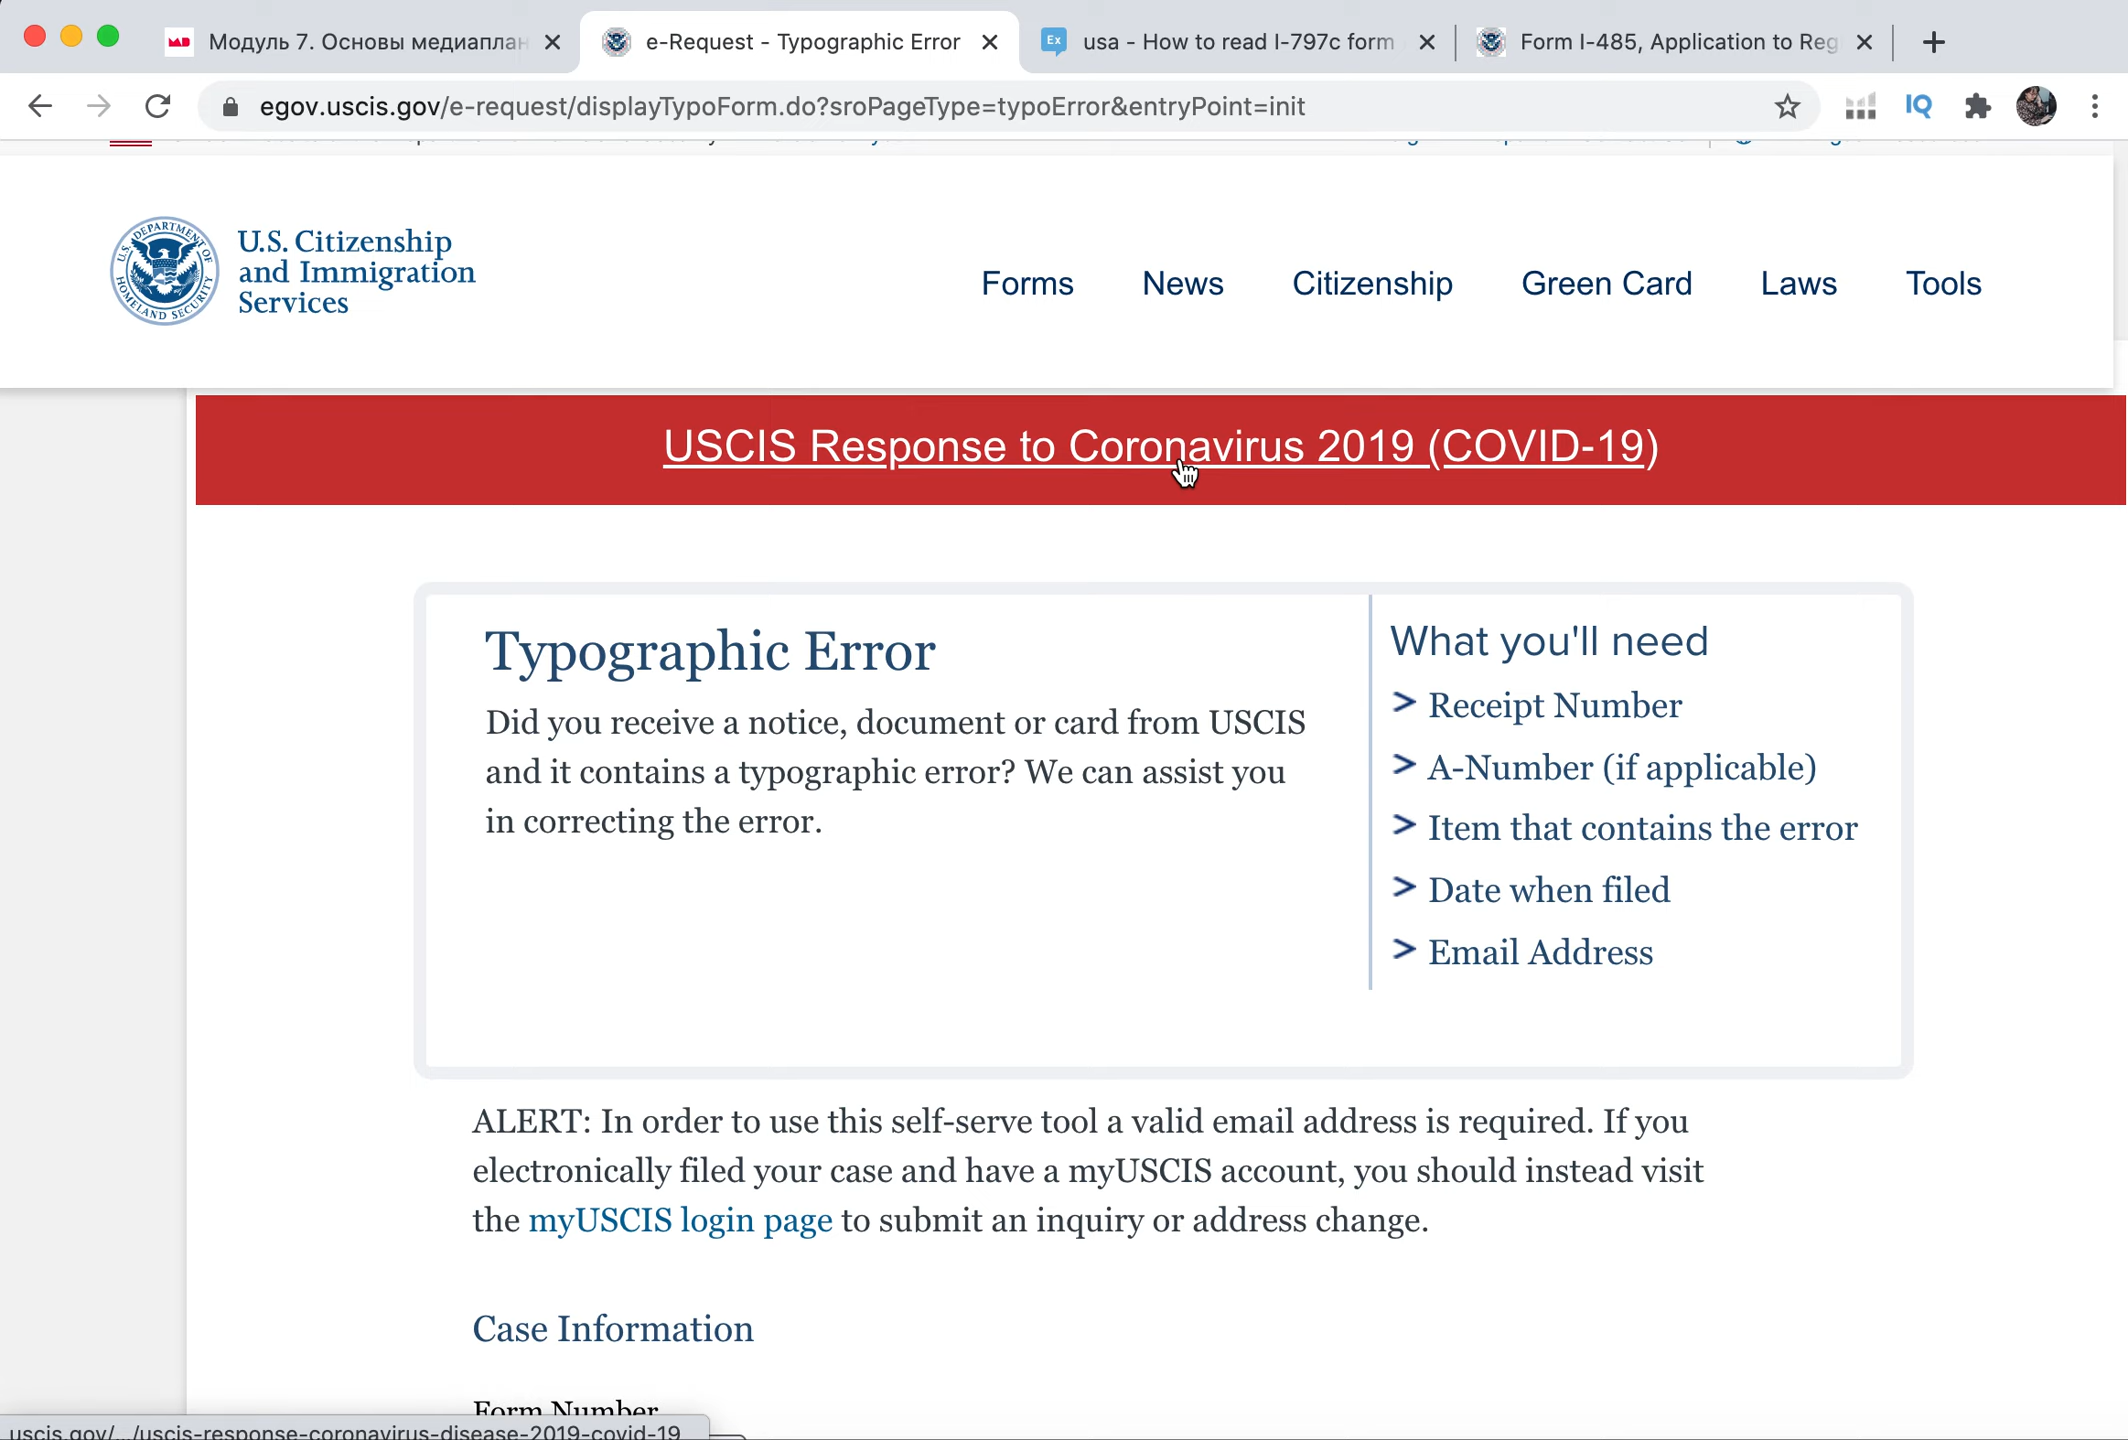 Модуль 7. Основы медиаплан
e-Request - Typographic Error
usa - How to read I-797c form
Form I-485, Application to Reg
egov.uscis.gov/e-request/displayTypoForm.do?sroPageType=typoError&entryPoint=init
IQ
U.S. DEPARTMENT OF
HOMELAND SECURITY
U.S. Citizenship
and Immigration
Services
Forms
News
Citizenship
Green Card
Laws
Tools
USCIS Response to Coronavirus 2019 (COVID-19)
Typographic Error
Did you receive a notice, document or card from USCIS
and it contains a typographic error? We can assist you
in correcting the error.
What you'll need
> Receipt Number
> A-Number (if applicable)
> Item that contains the error
> Date when filed
> Email Address
ALERT: In order to use this self-serve tool a valid email address is required. If you
electronically filed your case and have a myUSCIS account, you should instead visit
the myUSCIS login page to submit an inquiry or address change.
Case Information
Form Number
uscis.gov/.../uscis-response-coronavirus-disease-2019-covid-19